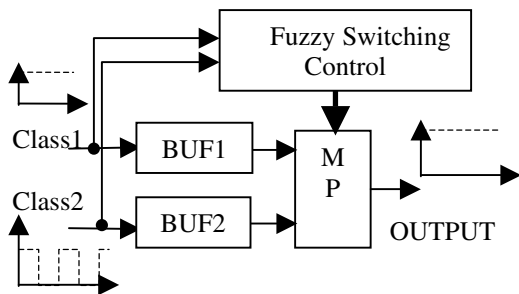 Fuzzy Switching
Control
Class1
BUF1
M
P
Class2
BUF2
OUTPUT